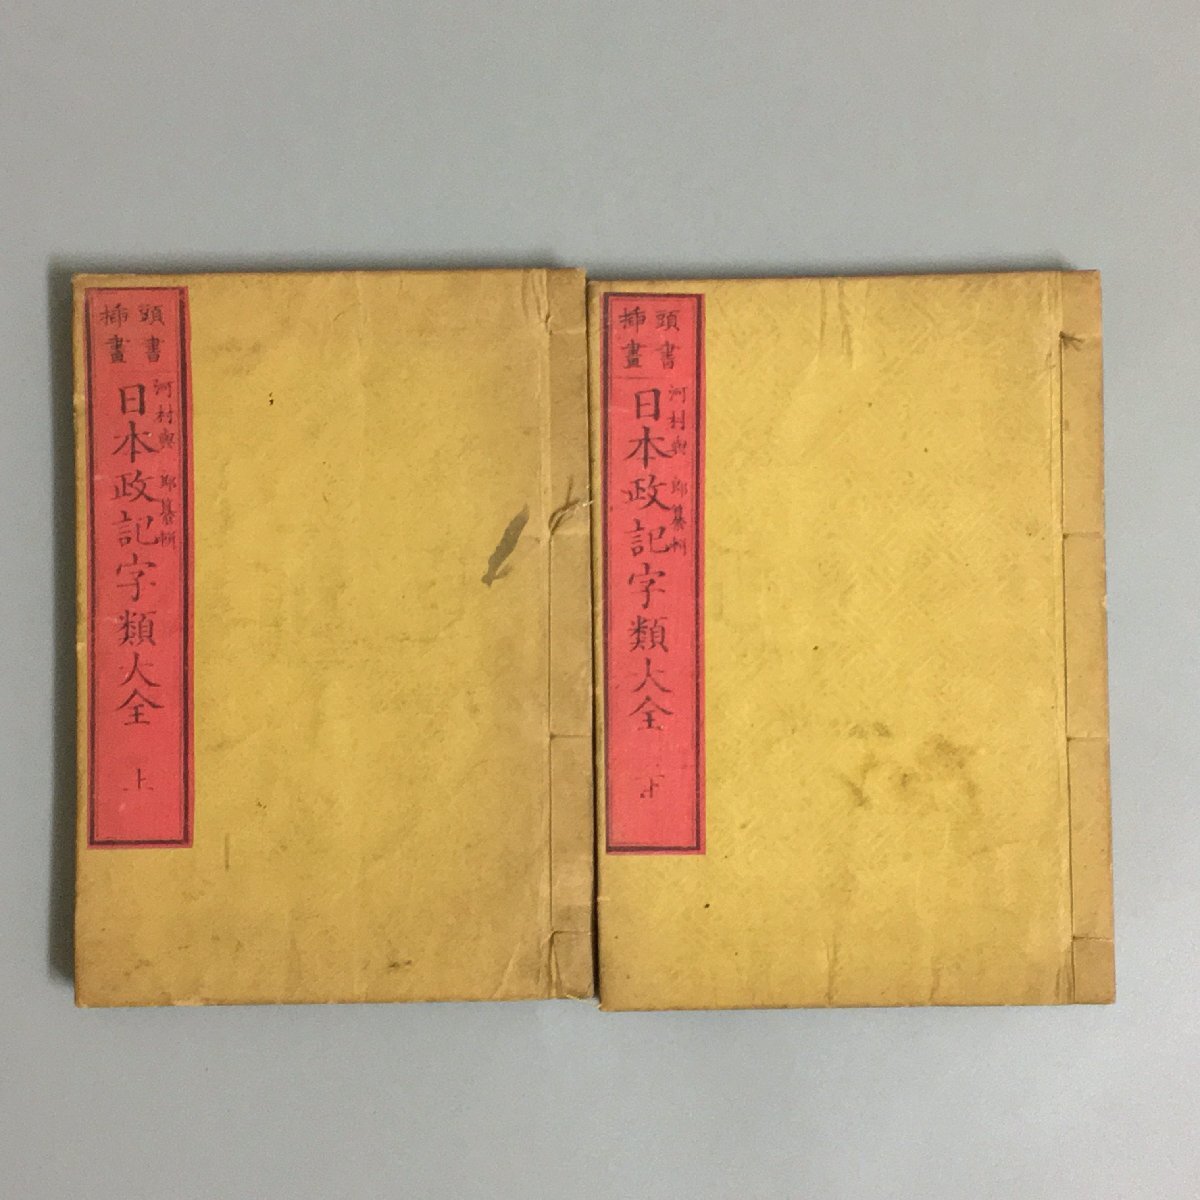 頭書
挿畫
河村與 郎纂輯
日本政記字類大全 上
頭書
挿畫
河村與 郎纂輯
日本政記字類大全 下